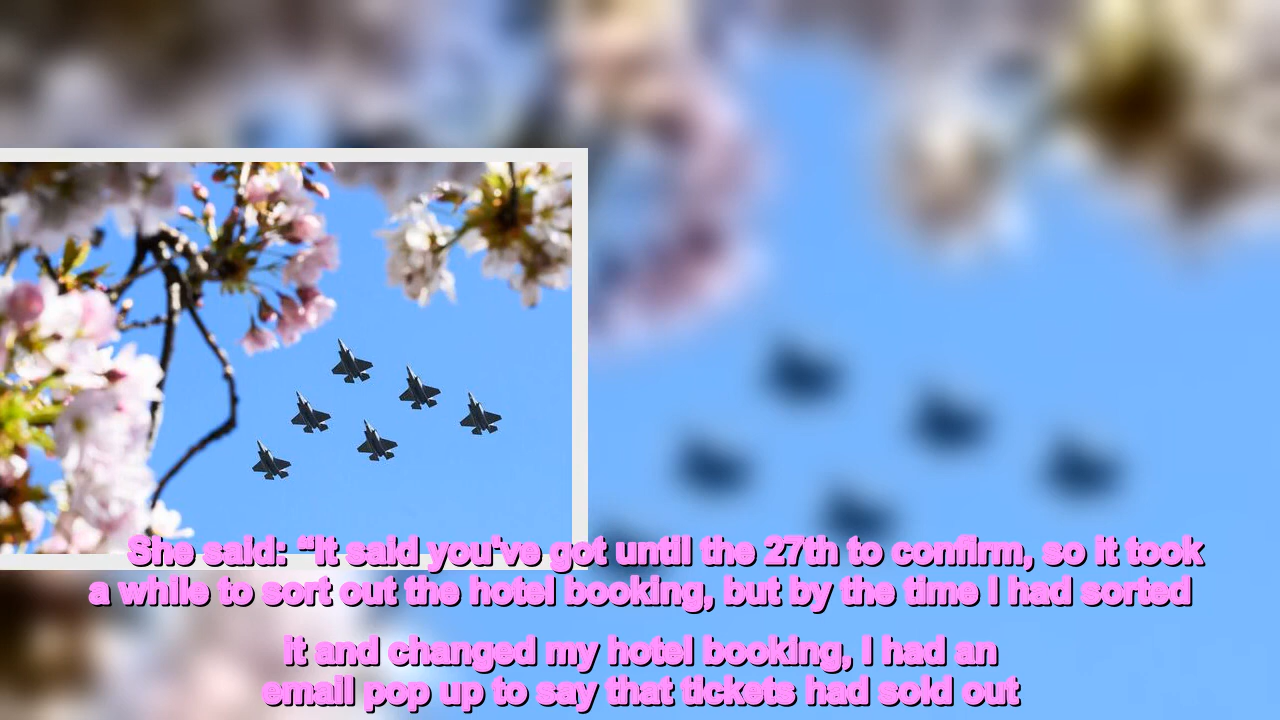 She said: “It said you‘ve got until the 27th to confirm, so it took
a while to sort out the hotel booking, but by the time I had sorted
it and changed my hotel booking, I had an
email pop up to say that tickets had sold out